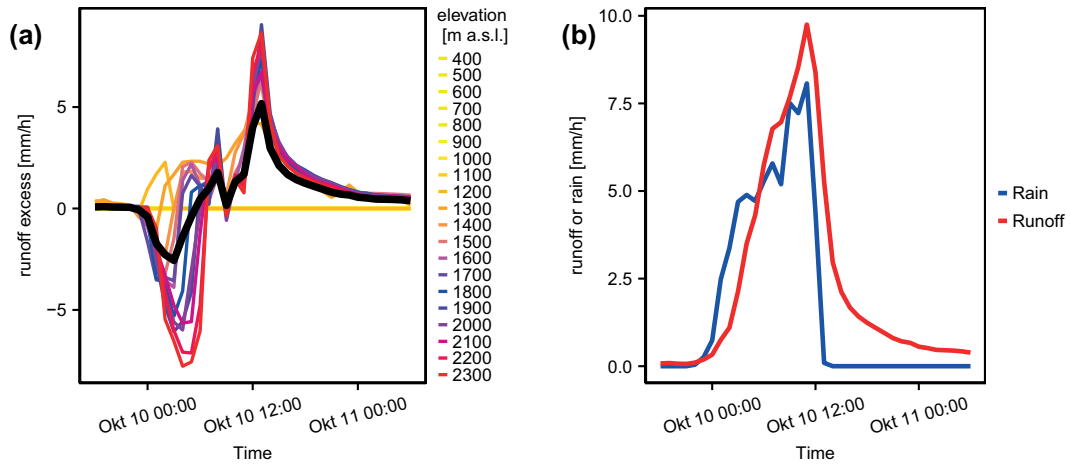 (a)
runoff excess [mm/h]
5
0
−5
Okt 10 00:00
Okt 10 12:00
Okt 11 00:00
Time
elevation
[m a.s.l.]
400
500
600
700
800
900
1000
1100
1200
1300
1400
1500
1600
1700
1800
1900
2000
2100
2200
2300
(b)
runoff or rain [mm/h]
10.0
7.5
5.0
2.5
0.0
Okt 10 00:00
Okt 10 12:00
Okt 11 00:00
Time
Rain
Runoff